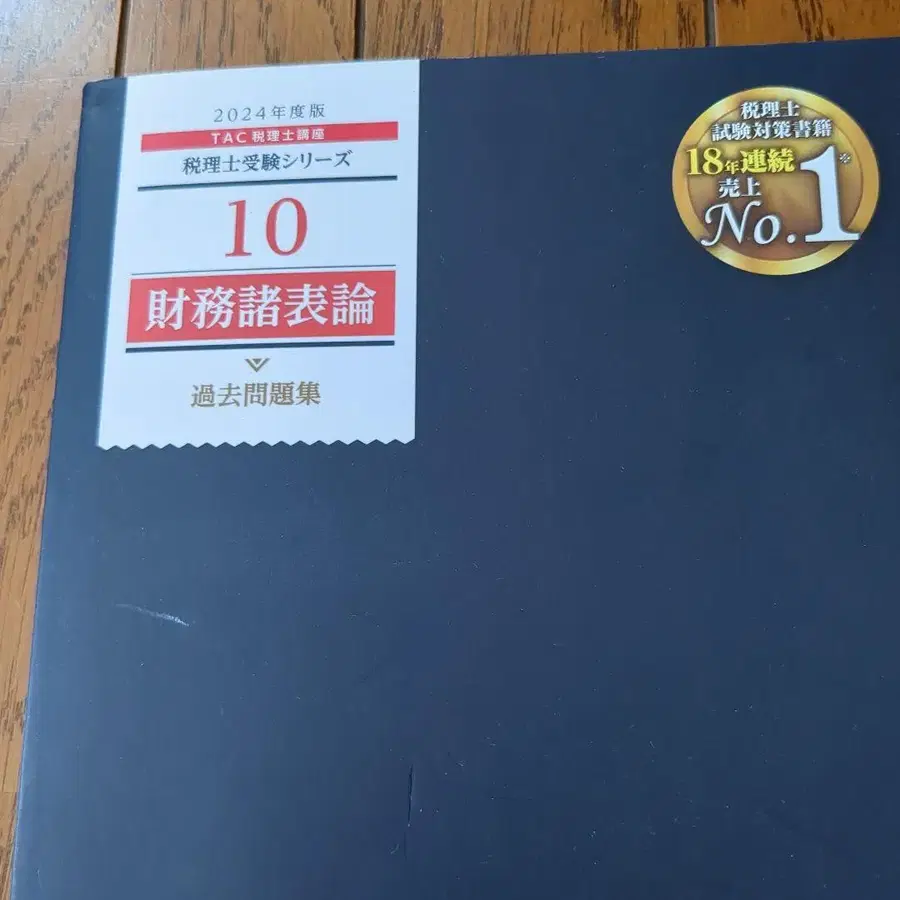 2024年度版
TAC 税理士講座
税理士受験シリーズ
10
財務諸表論
過去問題集
税理士
試験対策書籍
18年連続
売上
No.1※